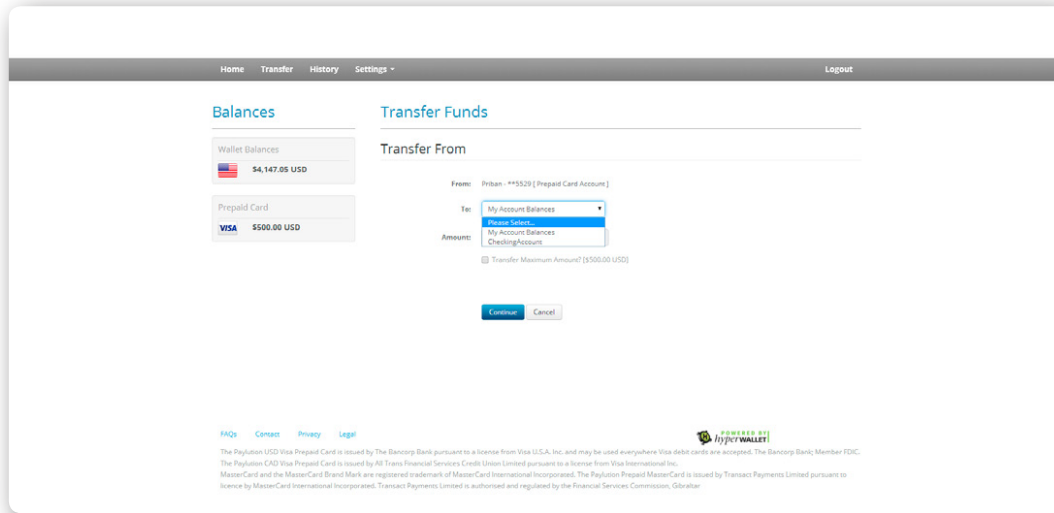 Home Transfer History Settings
Logout
Balances
Wallet Balances
$4,147.05 USD
Prepaid Card
VISA $500.00 USD
Transfer Funds
Transfer From
From: Priban - **5529 [ Prepaid Card Account ]
To: My Account Balances
Please Select...
My Account Balances
CheckingAccount
Amount:
Transfer Maximum Amount? ($500.00 USD)
Continue Cancel
FAQs Contact Privacy Legal
POWERED BY
hyperWALLET
The Paylution USD Visa Prepaid Card is issued by The Bancorp Bank pursuant to a license from Visa U.S.A. Inc. and may be used everywhere Visa debit cards are accepted. The Bancorp Bank; Member FDIC.
The Paylution CAD Visa Prepaid Card is issued by All Trans Financial Services Credit Union Limited pursuant to a license from Visa International Inc.
MasterCard and the MasterCard Brand Mark are registered trademark of MasterCard International Incorporated. The Paylution Prepaid MasterCard is issued by Transact Payments Limited pursuant to
licence by MasterCard International Incorporated. Transact Payments Limited is authorised and regulated by the Financial Services Commission, Gibraltar